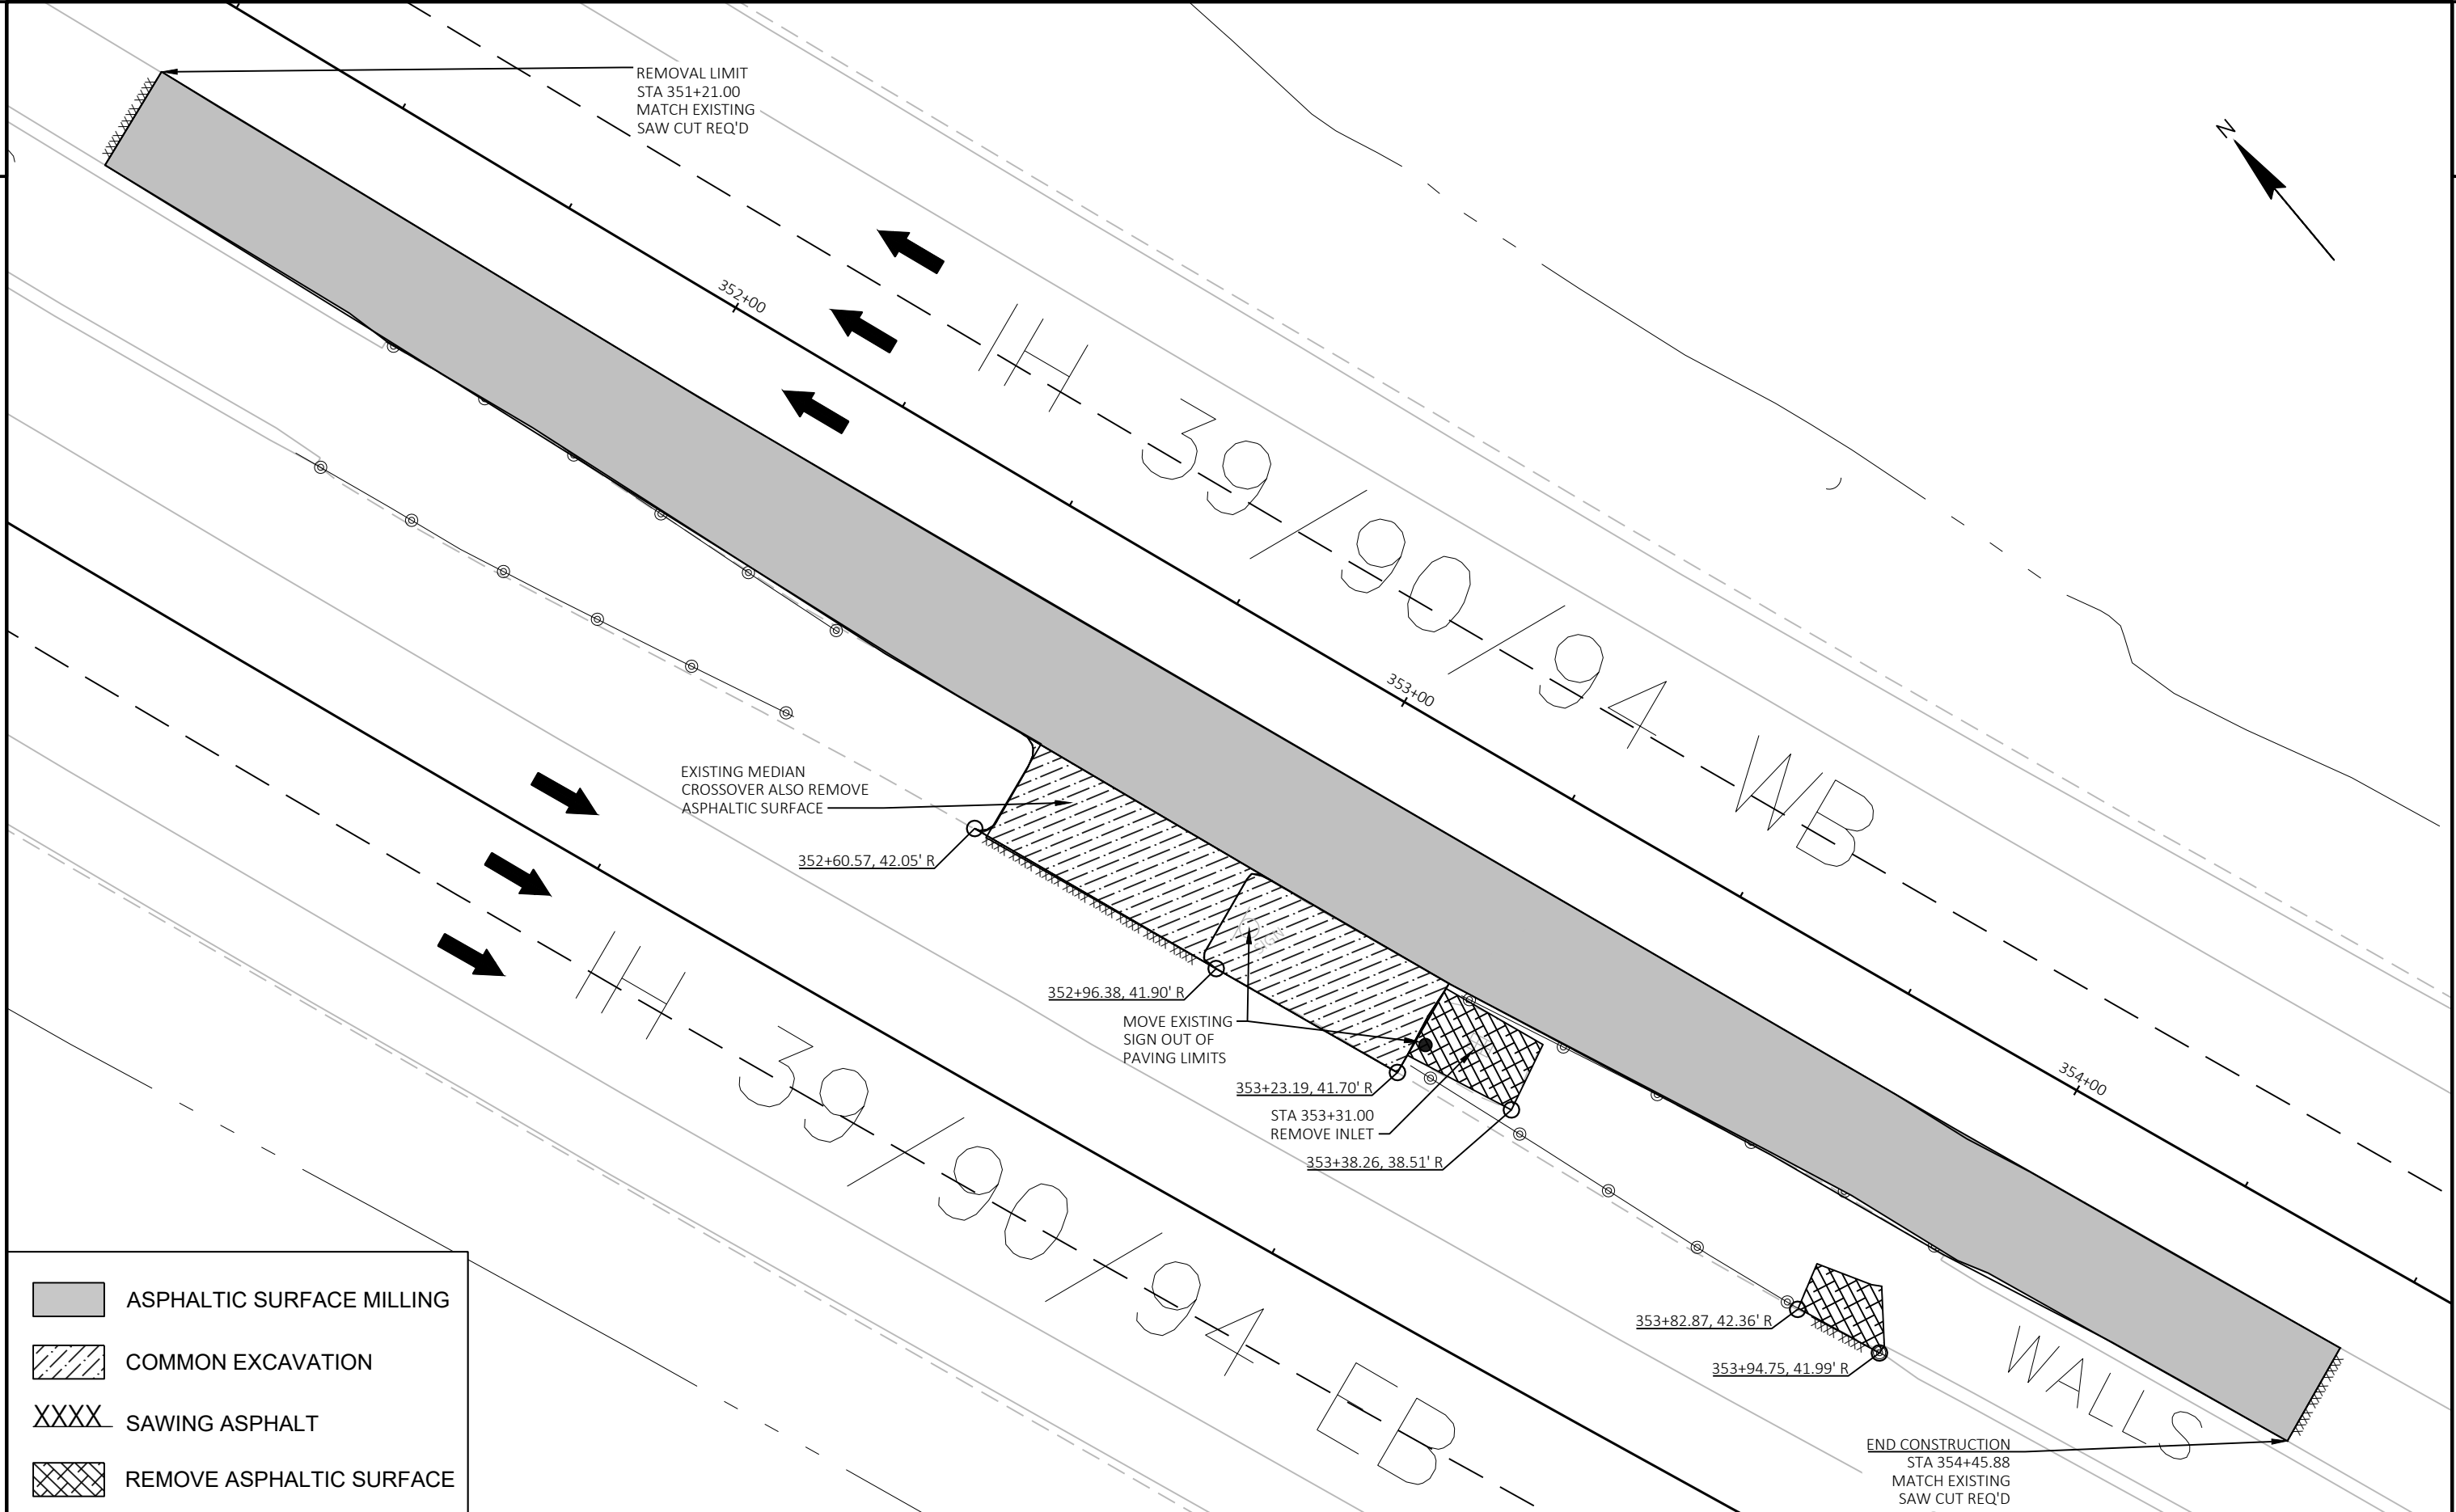 REMOVAL LIMIT
STA 351+21.00
MATCH EXISTING
SAW CUT REQ'D
N
352+00
IH 39/90/94 WB
353+00
EXISTING MEDIAN
CROSSOVER ALSO REMOVE
ASPHALTIC SURFACE
352+60.57, 42.05' R
SIGN
352+96.38, 41.90' R
MOVE EXISTING
SIGN OUT OF
PAVING LIMITS
353+23.19, 41.70' R
STA 353+31.00
REMOVE INLET
353+38.26, 38.51' R
354+00
IH 39/90/94 EB
353+82.87, 42.36' R
353+94.75, 41.99' R
WALLS
END CONSTRUCTION
STA 354+45.88
MATCH EXISTING
SAW CUT REQ'D
ASPHALTIC SURFACE MILLING
COMMON EXCAVATION
XXXX SAWING ASPHALT
REMOVE ASPHALTIC SURFACE